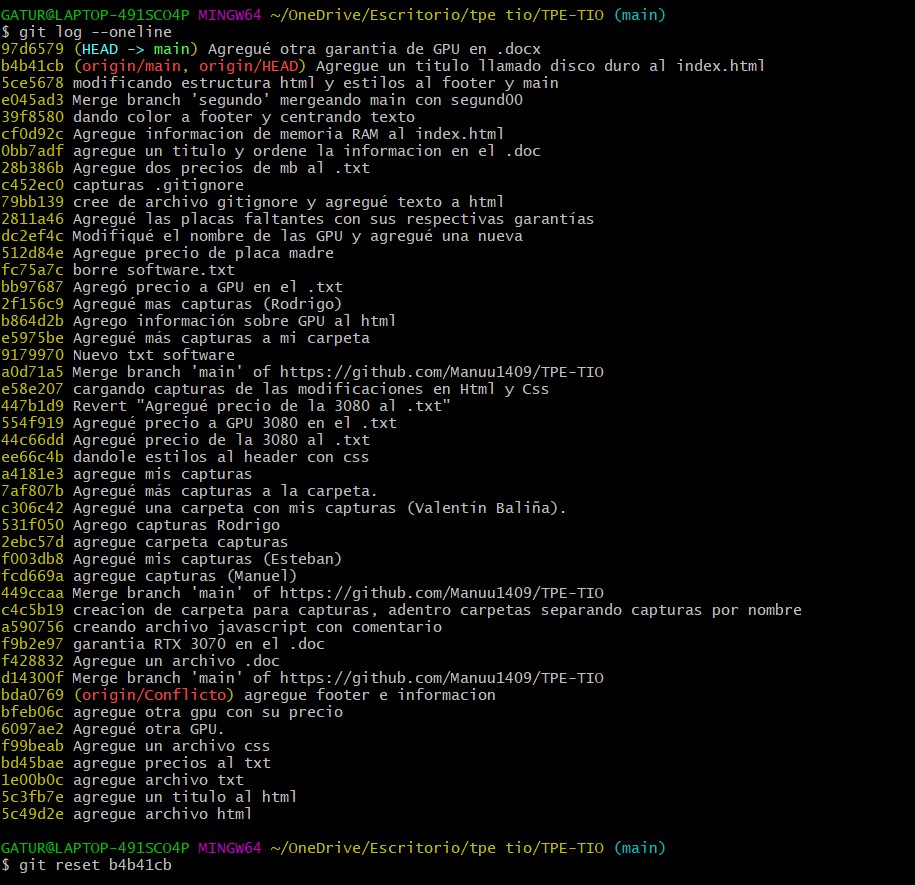 GATUR@LAPTOP-491SCO4P MINGW64 ~/OneDrive/Escritorio/tpe tio/TPE-TIO (main)
$ git log --oneline
97d6579 (HEAD -> main) Agregué otra garantia de GPU en .docx
b4b41cb (origin/main, origin/HEAD) Agregue un titulo llamado disco duro al index.html
5ce5678 modificando estructura html y estilos al footer y main
e045ad3 Merge branch 'segundo' mergeando main con segund00
39f8580 dando color a footer y centrando texto
cf0d92c Agregue informacion de memoria RAM al index.html
0bb7adf agregue un titulo y ordene la informacion en el .doc
28b386b Agregue dos precios de mb al .txt
c452ec0 capturas .gitignore
79bb139 cree de archivo gitignore y agregué texto a html
2811a46 Agregué las placas faltantes con sus respectivas garantías
dc2ef4c Modifiqué el nombre de las GPU y agregué una nueva
512d84e Agregue precio de placa madre
fc75a7c borre software.txt
bb97687 Agregó precio a GPU en el .txt
2f156c9 Agregué mas capturas (Rodrigo)
b864d2b Agrego información sobre GPU al html
e5975be Agregué más capturas a mi carpeta
9179970 Nuevo txt software
a0d71a5 Merge branch 'main' of https://github.com/Manuu1409/TPE-TIO
e58e207 cargando capturas de las modificaciones en Html y Css
447b1d9 Revert "Agregué precio de la 3080 al .txt"
554f919 Agregué precio a GPU 3080 en el .txt
44c66dd Agregué precio de la 3080 al .txt
ee66c4b dandole estilos al header con css
a4181e3 agregue mis capturas
7af807b Agregué más capturas a la carpeta.
c306c42 Agregué una carpeta con mis capturas (Valentín Baliña).
531f050 Agrego capturas Rodrigo
2ebc57d agregue carpeta capturas
f003db8 Agregué mis capturas (Esteban)
fcd669a agregue capturas (Manuel)
449ccaa Merge branch 'main' of https://github.com/Manuu1409/TPE-TIO
c4c5b19 creacion de carpeta para capturas, adentro carpetas separando capturas por nombre
a590756 creando archivo javascript con comentario
f9b2e97 garantia RTX 3070 en el .doc
f428832 Agregue un archivo .doc
d14300f Merge branch 'main' of https://github.com/Manuu1409/TPE-TIO
bda0769 (origin/Conflicto) agregue footer e informacion
bfeb06c agregue otra gpu con su precio
6097ae2 Agregué otra GPU.
f99beab Agregue un archivo css
bd45bae agregue precios al txt
1e00b0c agregue archivo txt
5c3fb7e agregue un titulo al html
5c49d2e agregue archivo html
GATUR@LAPTOP-491SCO4P MINGW64 ~/OneDrive/Escritorio/tpe tio/TPE-TIO (main)
$ git reset b4b41cb